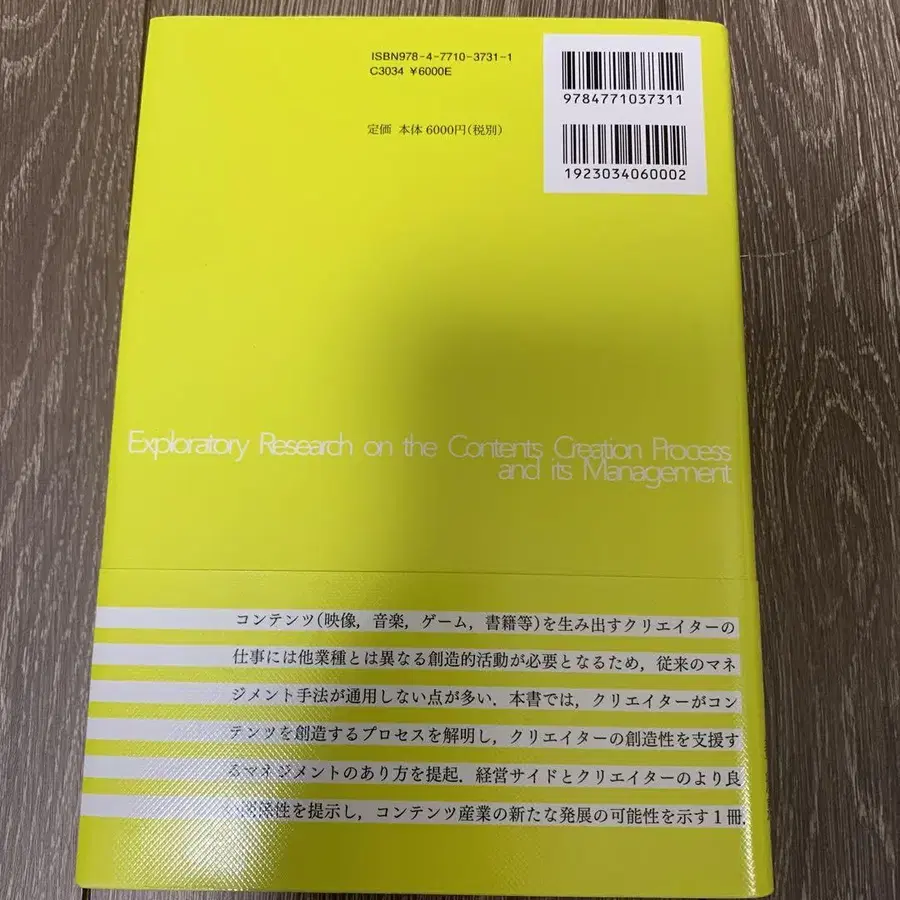 ISBN978-4-7710-3731-1
C3034 ¥6000E
定価 本体6000円(税別)
9784771037311
1923034060002
Exploratory Research on the Contents Creation Process
and its Management
コンテンツ(映像，音楽，ゲーム，書籍等)を生み出すクリエイターの
仕事には他業種とは異なる創造的活動が必要となるため，従来のマネ
ジメント手法が通用しない点が多い．本書では，クリエイターがコン
テンツを創造するプロセスを解明し，クリエイターの創造性を支援す
るマネジメントのあり方を提起．経営サイドとクリエイターのより良
い関係性を提示し，コンテンツ産業の新たな発展の可能性を示す1冊．